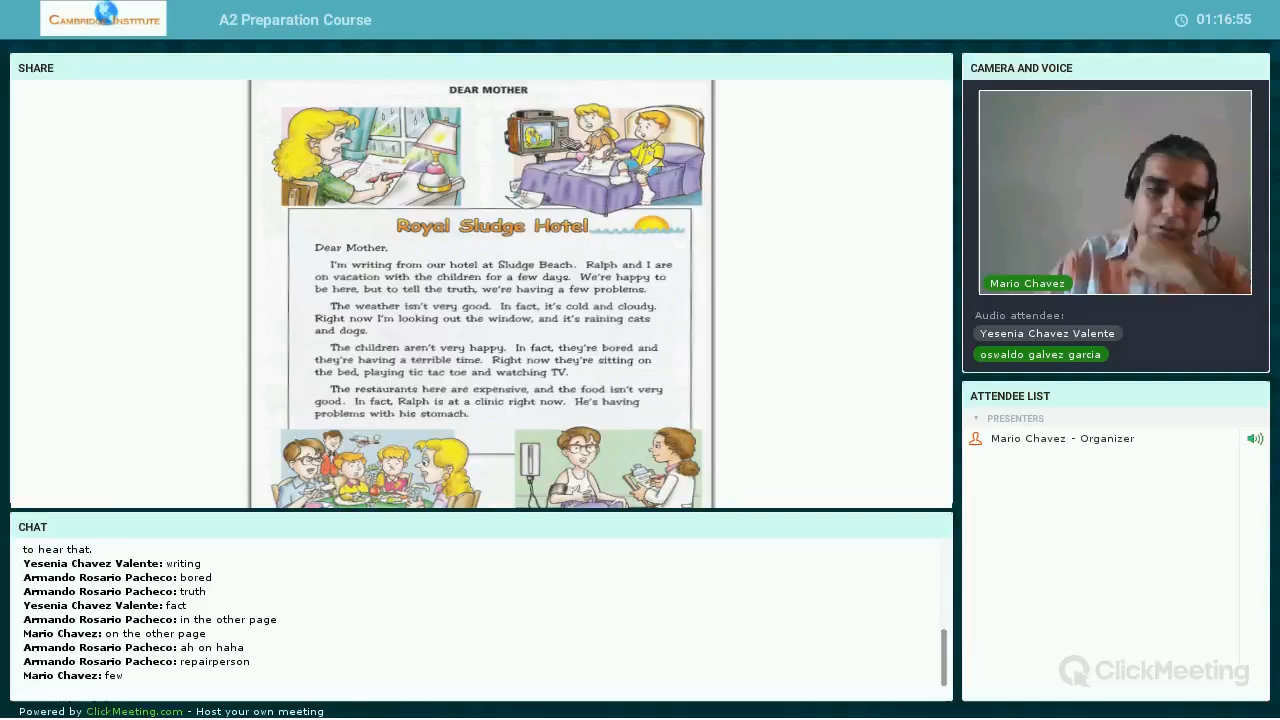 CAMBRIDGE INSTITUTE
A2 Preparation Course
01:16:55
SHARE
DEAR MOTHER
Royal Sludge Hotel
Dear Mother,
I'm writing from our hotel at Sludge Beach. Ralph and I are
on vacation with the children for a few days. We're happy to
be here, but to tell the truth, we're having a few problems.
The weather isn't very good. In fact, it's cold and cloudy.
Right now I'm looking out the window, and it's raining cats
and dogs.
The children aren't very happy. In fact, they're bored and
they're having a terrible time. Right now they're sitting on
the bed, playing tic tac toe and watching TV.
The restaurants here are expensive, and the food isn't very
good. In fact, Ralph is at a clinic right now. He's having
problems with his stomach.
CAMERA AND VOICE
Mario Chavez
Audio attendee:
Yesenia Chavez Valente
oswaldo galvez garcia
ATTENDEE LIST
PRESENTERS
Mario Chavez - Organizer
CHAT
to hear that.
Yesenia Chavez Valente: writing
Armando Rosario Pacheco: bored
Armando Rosario Pacheco: truth
Yesenia Chavez Valente: fact
Armando Rosario Pacheco: in the other page
Mario Chavez: on the other page
Armando Rosario Pacheco: ah on haha
Armando Rosario Pacheco: repairperson
Mario Chavez: few
ClickMeeting
Powered by ClickMeeting.com - Host your own meeting